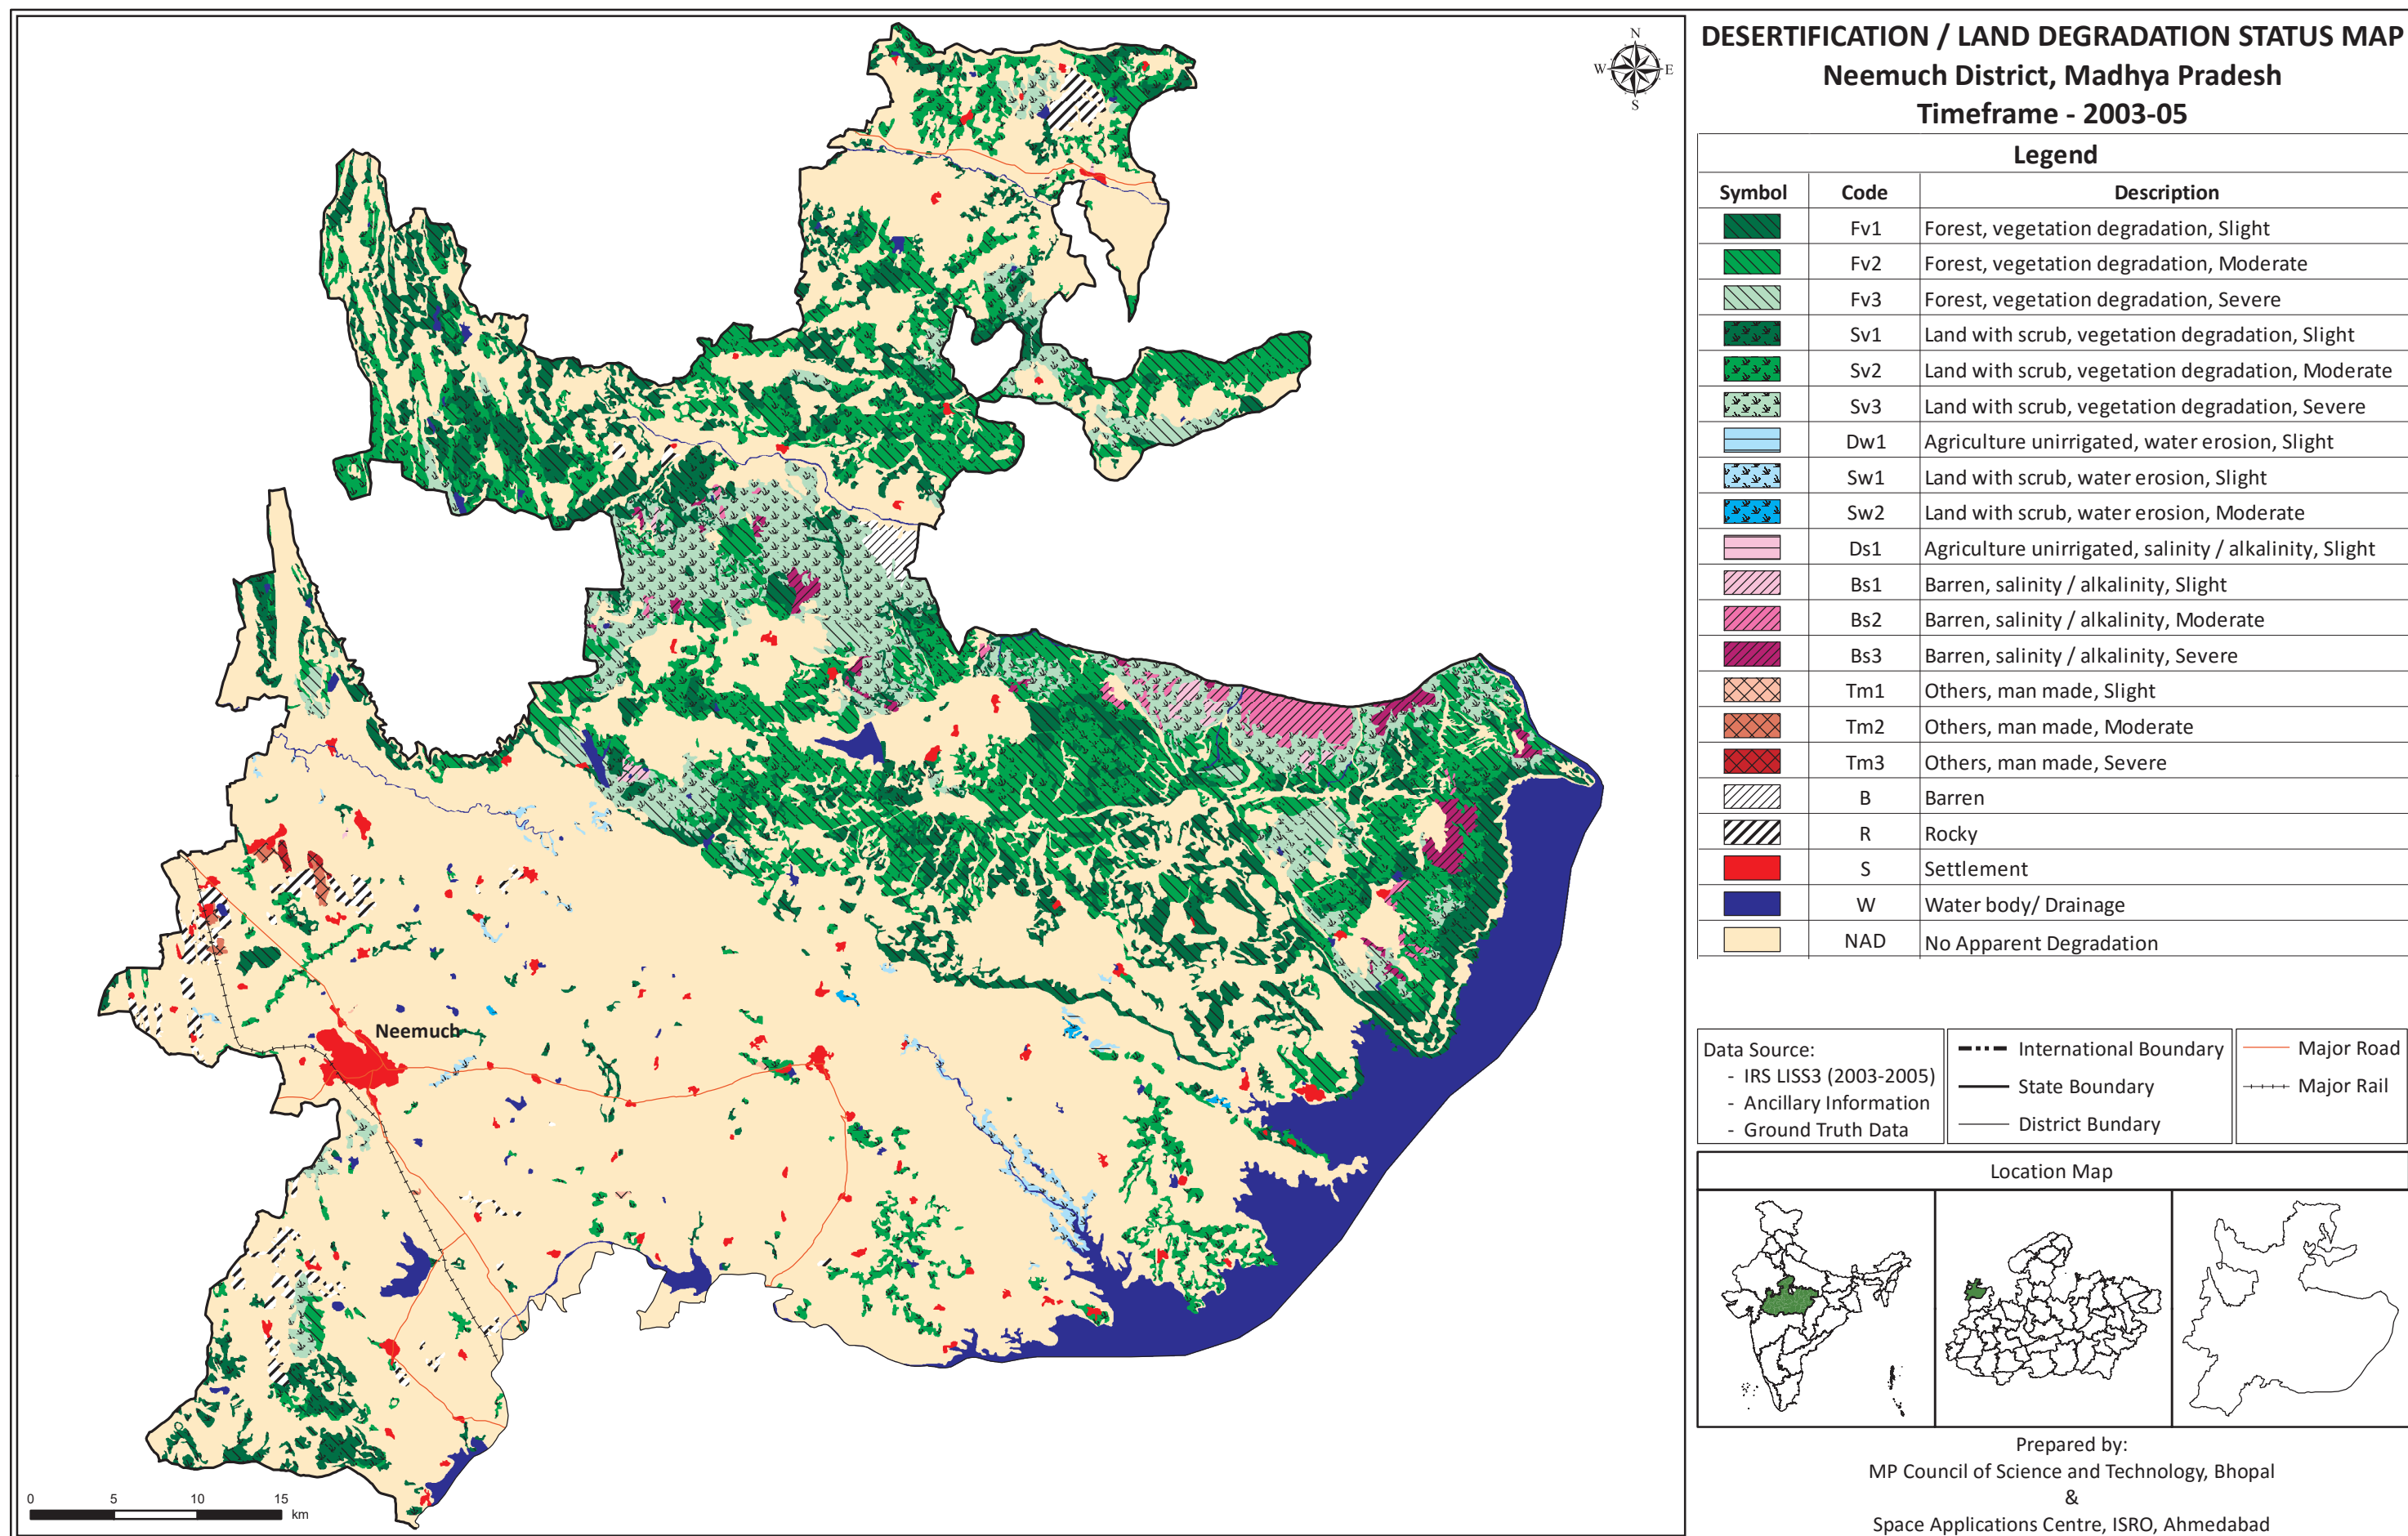 DESERTIFICATION / LAND DEGRADATION STATUS MAP
Neemuch District, Madhya Pradesh
Timeframe - 2003-05
Legend
Symbol Code Description
Fv1 Forest, vegetation degradation, Slight
Fv2 Forest, vegetation degradation, Moderate
Fv3 Forest, vegetation degradation, Severe
Sv1 Land with scrub, vegetation degradation, Slight
Sv2 Land with scrub, vegetation degradation, Moderate
Sv3 Land with scrub, vegetation degradation, Severe
Dw1 Agriculture unirrigated, water erosion, Slight
Sw1 Land with scrub, water erosion, Slight
Sw2 Land with scrub, water erosion, Moderate
Ds1 Agriculture unirrigated, salinity / alkalinity, Slight
Bs1 Barren, salinity / alkalinity, Slight
Bs2 Barren, salinity / alkalinity, Moderate
Bs3 Barren, salinity / alkalinity, Severe
Tm1 Others, man made, Slight
Tm2 Others, man made, Moderate
Tm3 Others, man made, Severe
B Barren
R Rocky
S Settlement
W Water body/ Drainage
NAD No Apparent Degradation
Data Source:
- IRS LISS3 (2003-2005)
- Ancillary Information
- Ground Truth Data
International Boundary
State Boundary
District Bundary
Major Road
Major Rail
Location Map
Prepared by:
MP Council of Science and Technology, Bhopal
&
Space Applications Centre, ISRO, Ahmedabad
N
W E
S
Neemuch
0 5 10 15
km